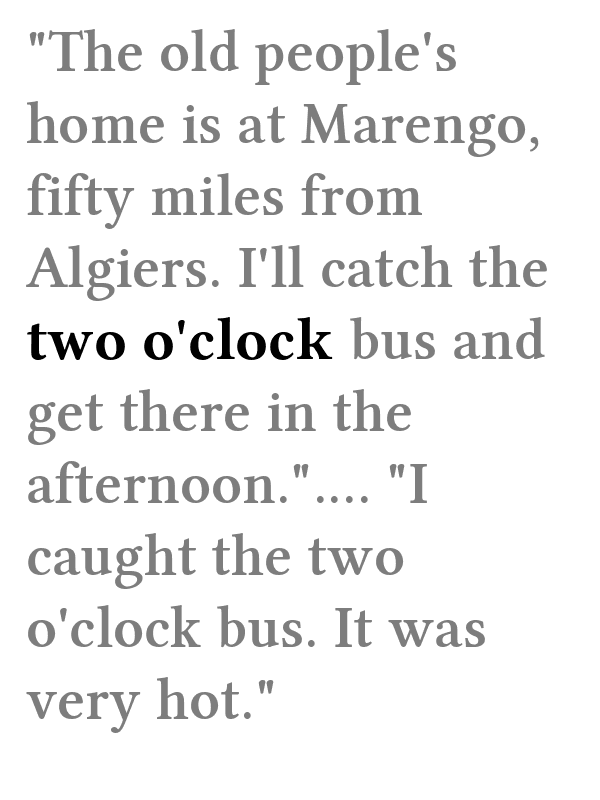 "The old people's
home is at Marengo,
fifty miles from
Algiers. I'll catch the
two o'clock bus and
get there in the
afternoon.".... "I
caught the two
o'clock bus. It was
very hot."